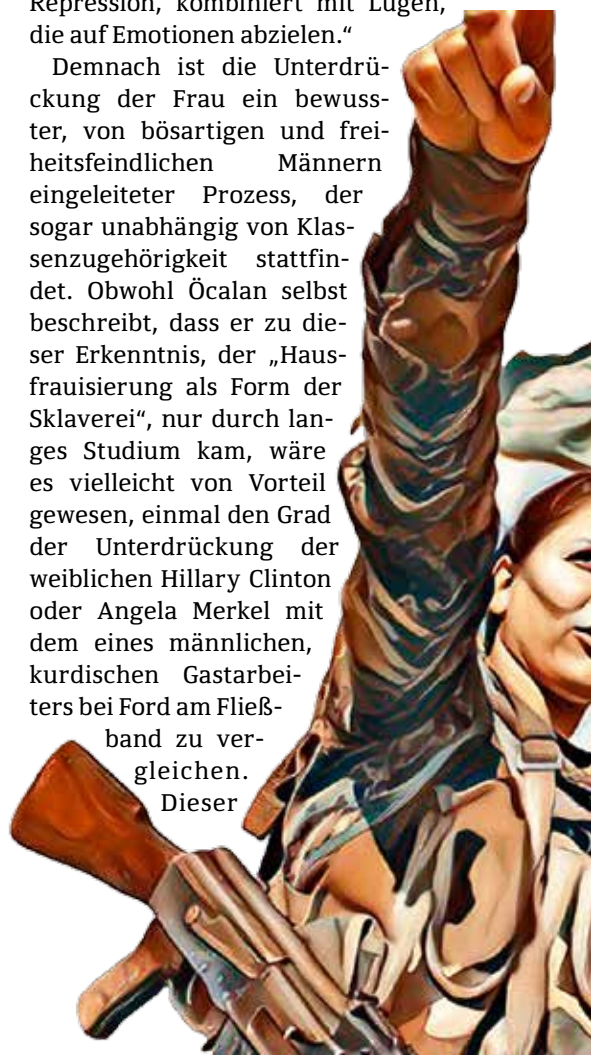 Repression, kombiniert mit Lügen,
die auf Emotionen abzielen.“
Demnach ist die Unterdrü-
ckung der Frau ein bewuss-
ter, von bösartigen und frei-
heitsfeindlichen Männern
eingeleiteter Prozess, der
sogar unabhängig von Klas-
senzugehörigkeit stattfin-
det. Obwohl Öcalan selbst
beschreibt, dass er zu die-
ser Erkenntnis, der „Haus-
frauisierung als Form der
Sklaverei“, nur durch lan-
ges Studium kam, wäre
es vielleicht von Vorteil
gewesen, einmal den Grad
der Unterdrückung der
weiblichen Hillary Clinton
oder Angela Merkel mit
dem eines männlichen,
kurdischen Gastarbei-
ters bei Ford am Fließ-
band zu ver-
gleichen.
Dieser